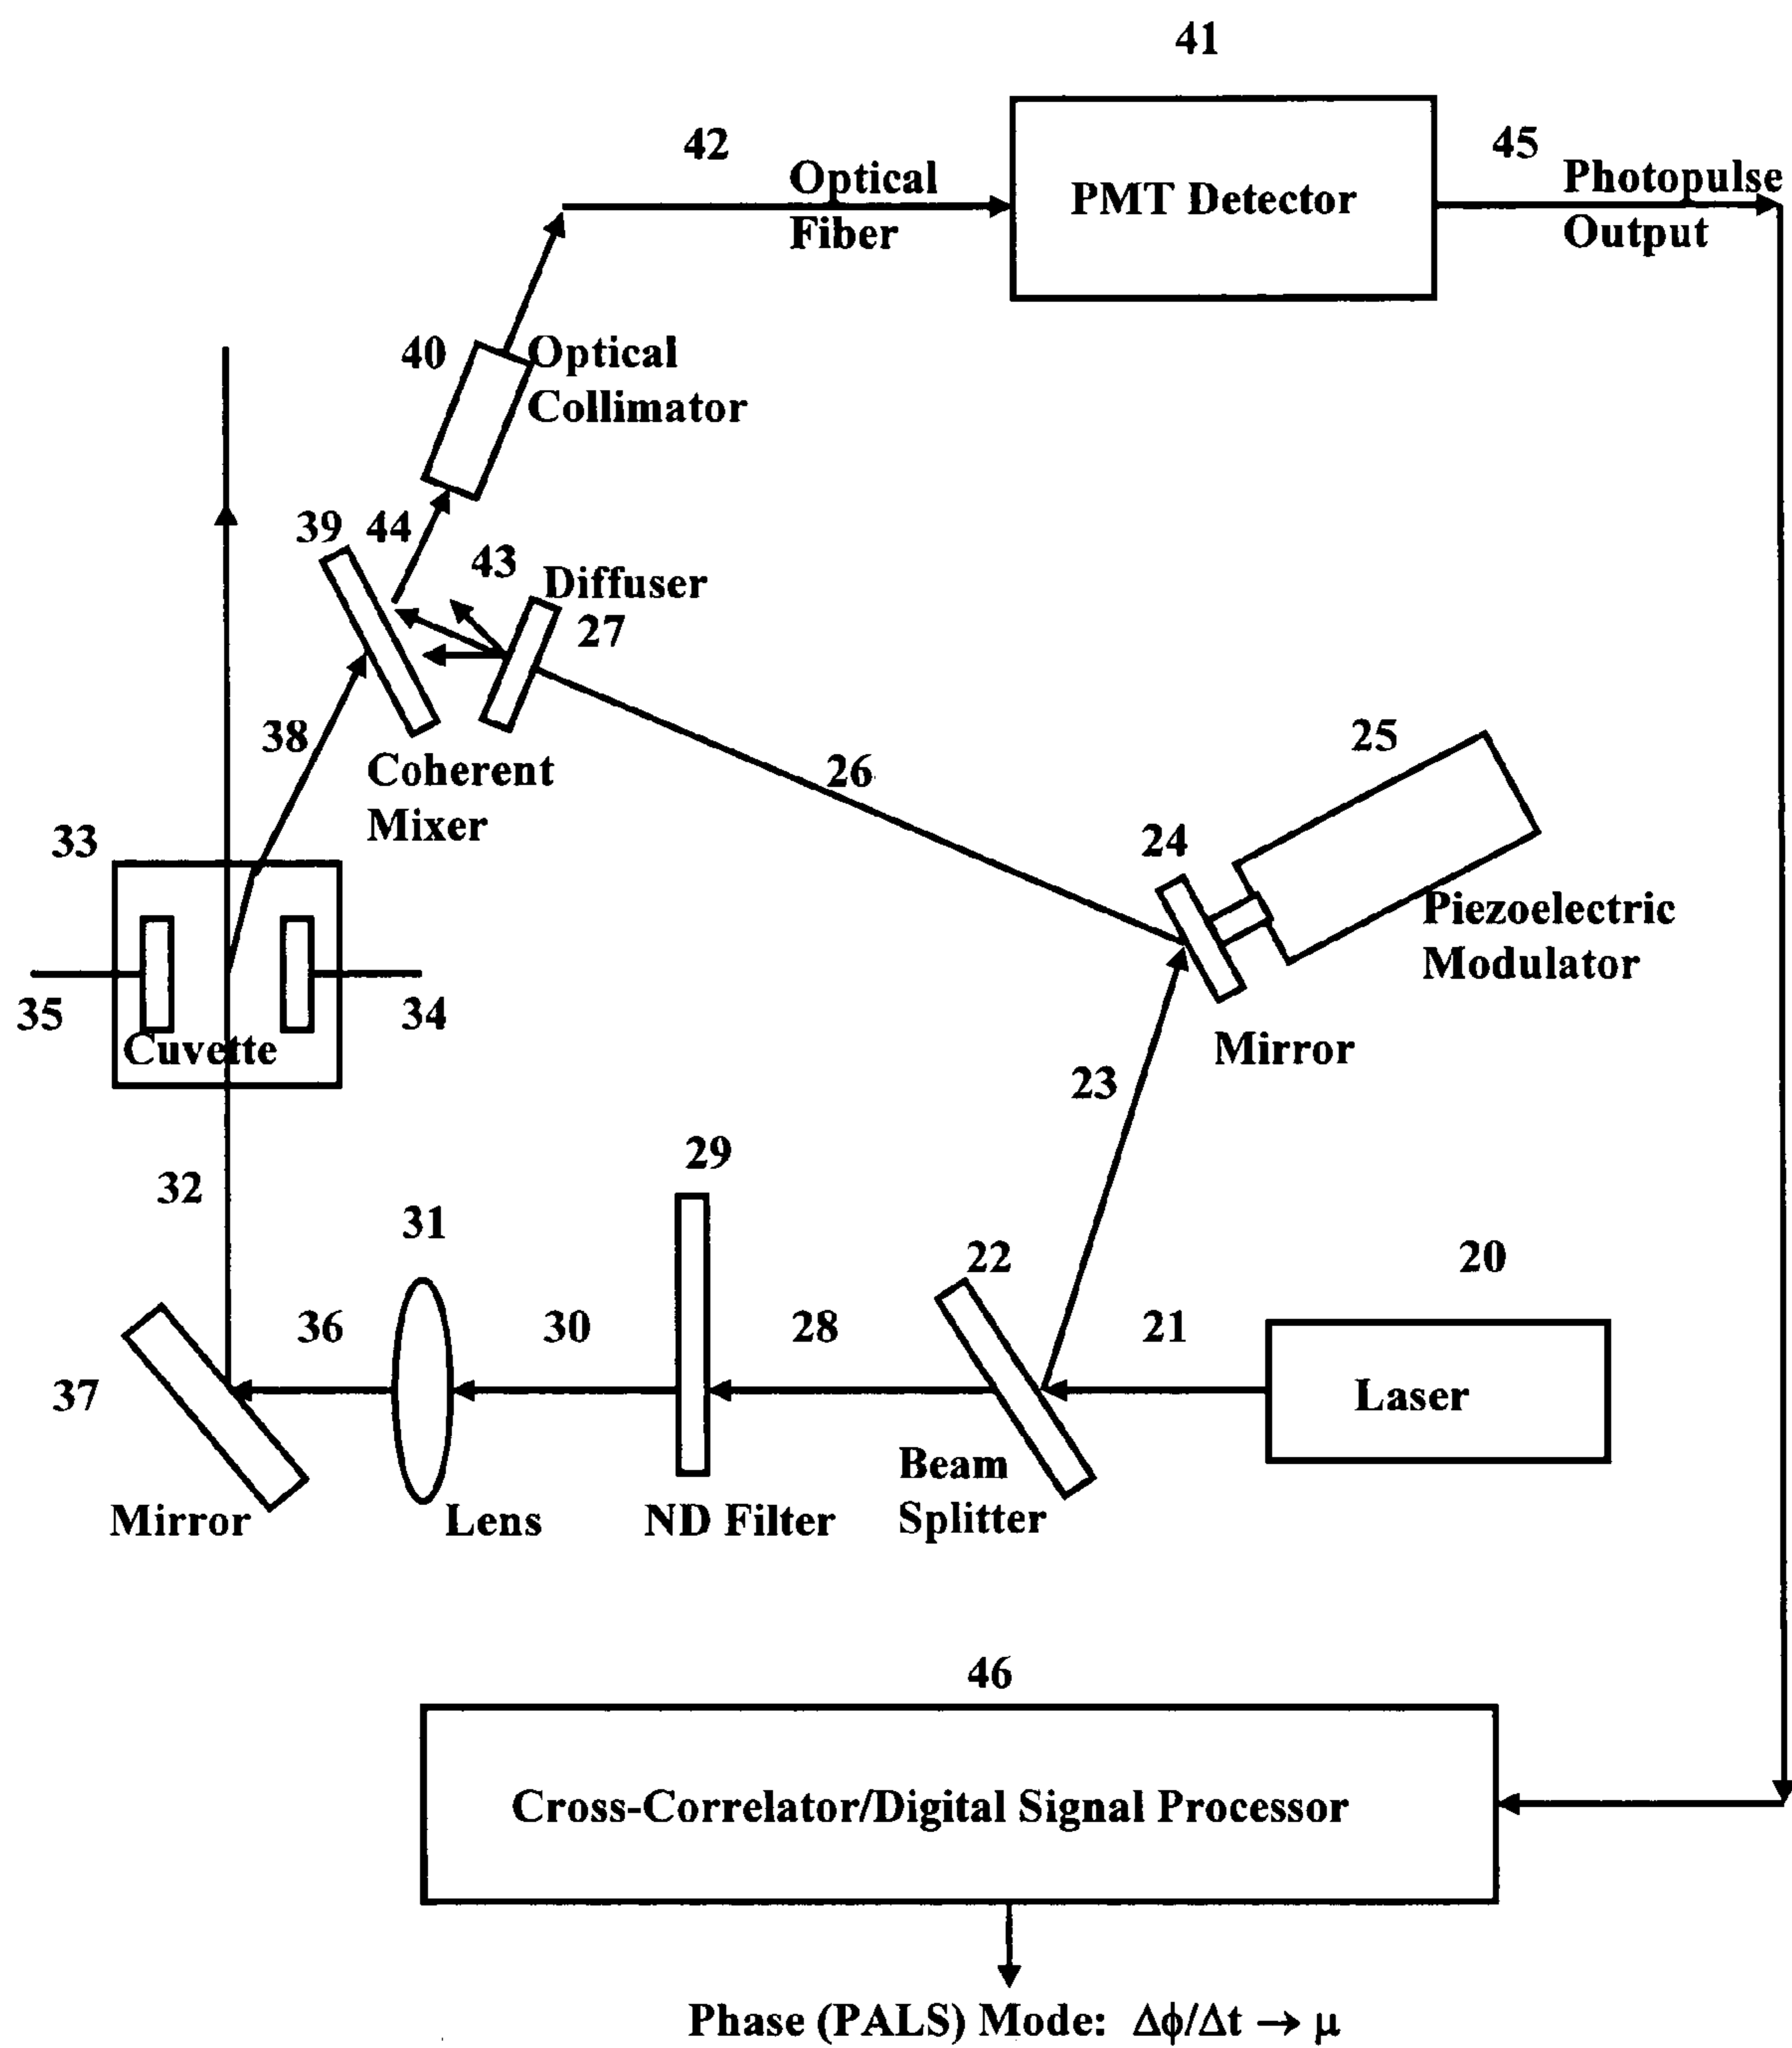 41
42
45
Optical
Fiber
PMT Detector
Photopulse
Output
40
Optical
Collimator
39
44
43
Diffuser
27
38
Coherent
Mixer
26
25
24
Piezoelectric
Modulator
Mirror
33
35
34
Cuvette
23
32
29
31
22
20
36
30
28
21
37
Laser
Beam
Splitter
Mirror
Lens
ND Filter
46
Cross-Correlator/Digital Signal Processor
Phase (PALS) Mode: Δϕ/Δt → μ